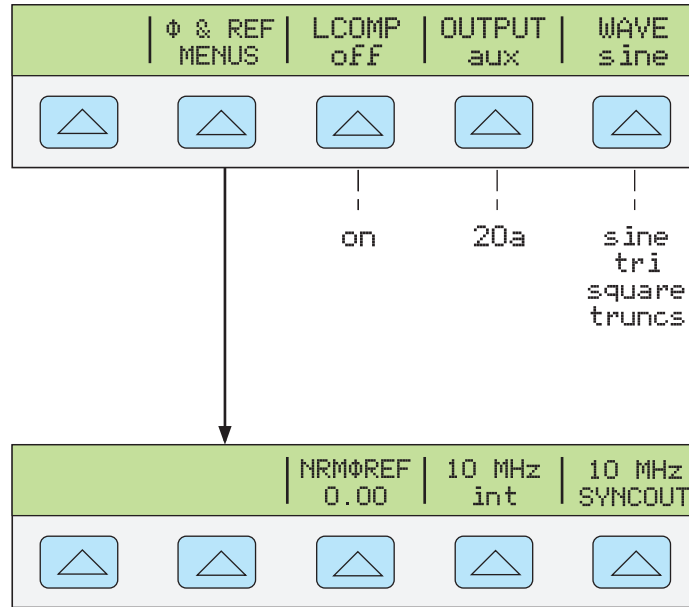 Φ & REF
MENUS
LCOMP
off
OUTPUT
aux
WAVE
sine
on
20a
sine
tri
square
truncs
NRMΦREF
0.00
10 MHz
int
10 MHz
SYNCOUT